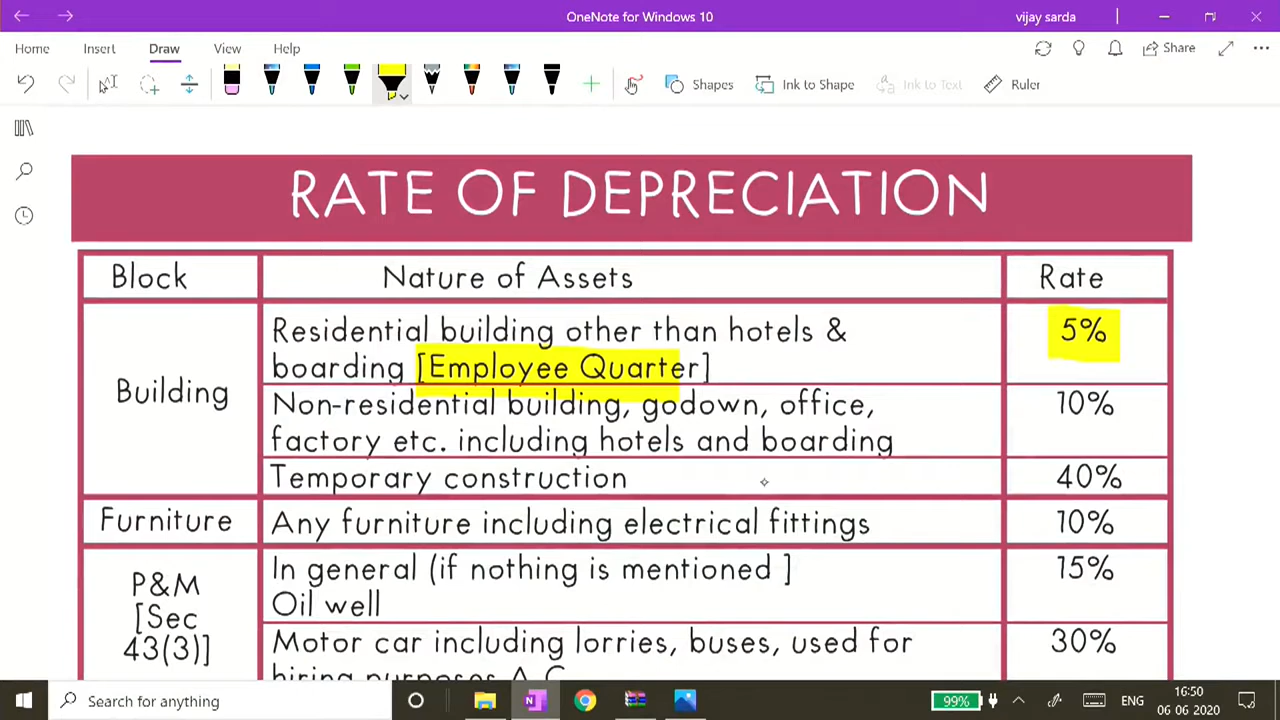 OneNote for Windows 10
vijay sarda
Home Insert Draw View Help
Share
Shapes Ink to Shape Ink to Text Ruler
RATE OF DEPRECIATION
Block Nature of Assets Rate
Building
Residential building other than hotels & 5%
boarding [Employee Quarter]
Non-residential building, godown, office, 10%
factory etc. including hotels and boarding
Temporary construction 40%
Furniture Any furniture including electrical fittings 10%
P&M
[Sec
43(3)]
In general (if nothing is mentioned ] 15%
Oil well
Motor car including lorries, buses, used for 30%
hiring purposes
Search for anything
99%
ENG
16:50
06-06-2020